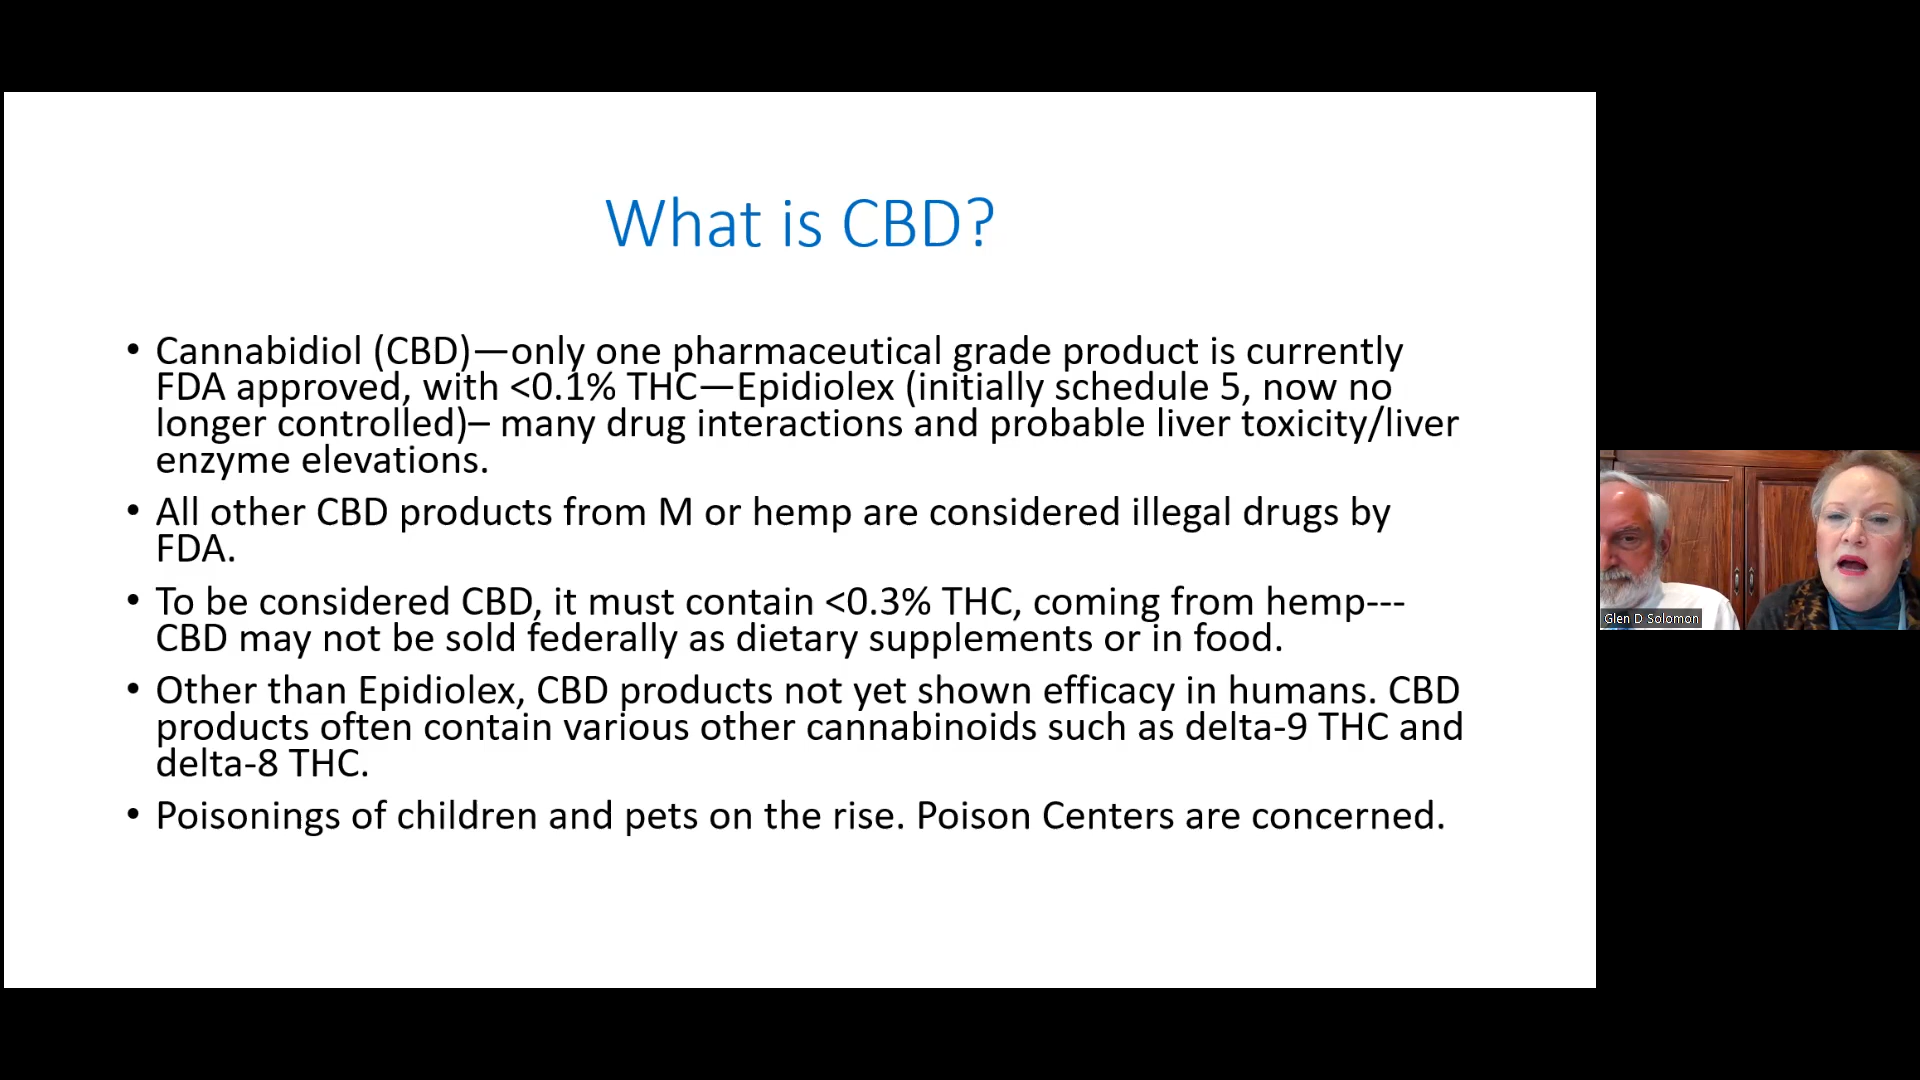 What is CBD?
• Cannabidiol (CBD)—only one pharmaceutical grade product is currently
FDA approved, with <0.1% THC—Epidiolex (initially schedule 5, now no
longer controlled)– many drug interactions and probable liver toxicity/liver
enzyme elevations.
• All other CBD products from M or hemp are considered illegal drugs by
FDA.
• To be considered CBD, it must contain <0.3% THC, coming from hemp---
CBD may not be sold federally as dietary supplements or in food.
• Other than Epidiolex, CBD products not yet shown efficacy in humans. CBD
products often contain various other cannabinoids such as delta-9 THC and
delta-8 THC.
• Poisonings of children and pets on the rise. Poison Centers are concerned.
Glen D Solomon